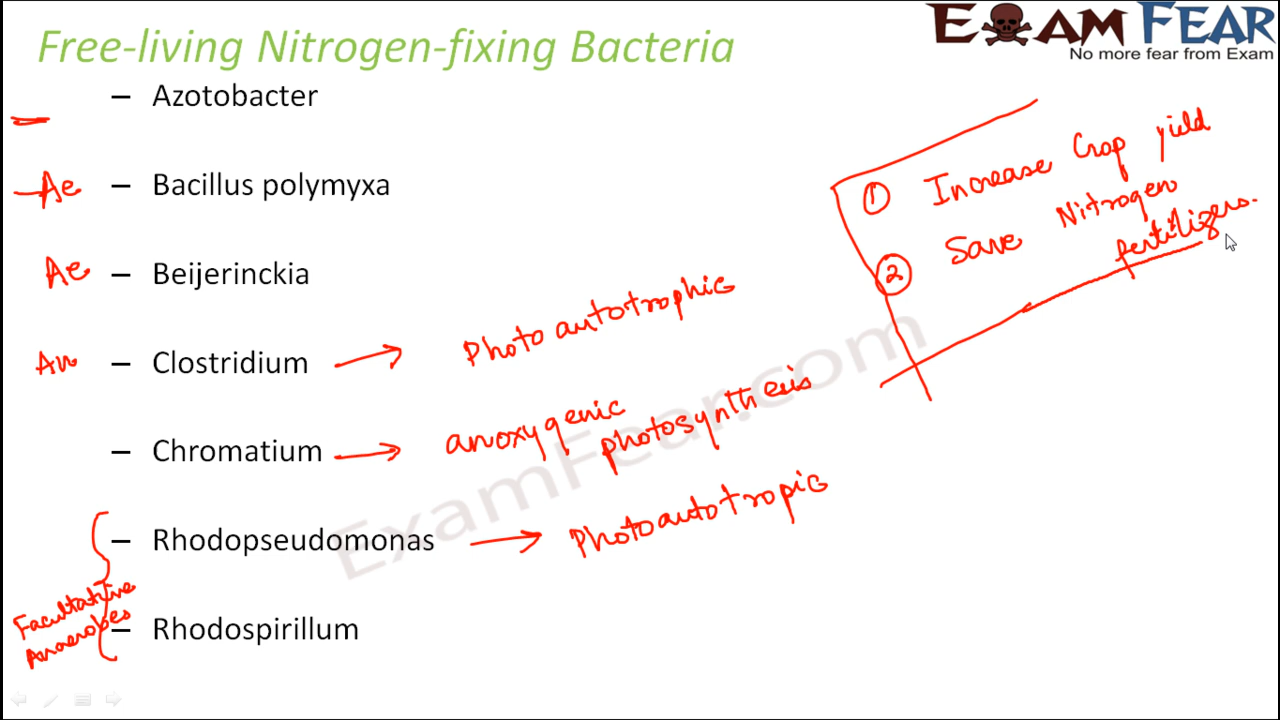 EXAM FEAR
No more fear from Exam
Free-living Nitrogen-fixing Bacteria
– Azotobacter
Ae – Bacillus polymyxa
Ae – Beijerinckia
An – Clostridium → Photo autotrophic
– Chromatium → anoxygenic photosynthesis
– Rhodopseudomonas → Photoautotropic
Facultative
Anaerobes
– Rhodospirillum
① Increase Crop yield
② Save Nitrogen
fertilizers.
ExamFear.com